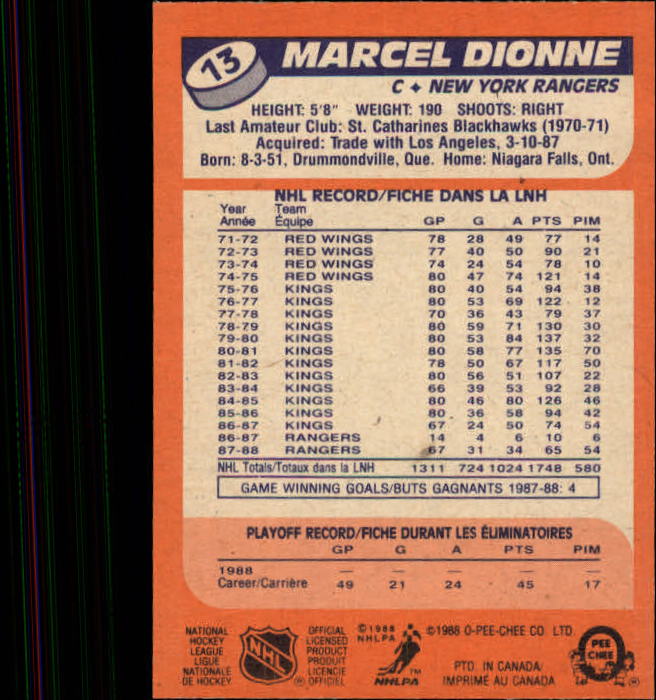 13
MARCEL DIONNE
C ✦ NEW YORK RANGERS
HEIGHT: 5'8" WEIGHT: 190 SHOOTS: RIGHT
Last Amateur Club: St. Catharines Blackhawks (1970-71)
Acquired: Trade with Los Angeles, 3-10-87
Born: 8-3-51, Drummondville, Que. Home: Niagara Falls, Ont.
NHL RECORD/FICHE DANS LA LNH
Year Team
Année Équipe GP G A PTS PIM
71-72 RED WINGS 78 28 49 77 14
72-73 RED WINGS 77 40 50 90 21
73-74 RED WINGS 74 24 54 78 10
74-75 RED WINGS 80 47 74 121 14
75-76 KINGS 80 40 54 94 38
76-77 KINGS 80 53 69 122 12
77-78 KINGS 70 36 43 79 37
78-79 KINGS 80 59 71 130 30
79-80 KINGS 80 53 84 137 32
80-81 KINGS 80 58 77 135 70
81-82 KINGS 78 50 67 117 50
82-83 KINGS 80 56 51 107 22
83-84 KINGS 66 39 53 92 28
84-85 KINGS 80 46 80 126 46
85-86 KINGS 80 36 58 94 42
86-87 KINGS 67 24 50 74 54
86-87 RANGERS 14 4 6 10 6
87-88 RANGERS 67 31 34 65 54
NHL Totals/Totaux dans la LNH 1311 724 1024 1748 580
GAME WINNING GOALS/BUTS GAGNANTS 1987-88: 4
PLAYOFF RECORD/FICHE DURANT LES ÉLIMINATOIRES
GP G A PTS PIM
1988 — — — — —
Career/Carrière 49 21 24 45 17
NATIONAL
HOCKEY
LEAGUE
LIGUE
NATIONALE
DE HOCKEY
NHL
®
OFFICIAL
LICENSED
PRODUCT
PRODUIT
LICENCIE
OFFICIEL
©1988
NHLPA
TM
NHLPA
©1988 O-PEE-CHEE CO. LTD.
PTD. IN CANADA/
IMPRIMÉ AU CANADA
O
PEE
CHEE